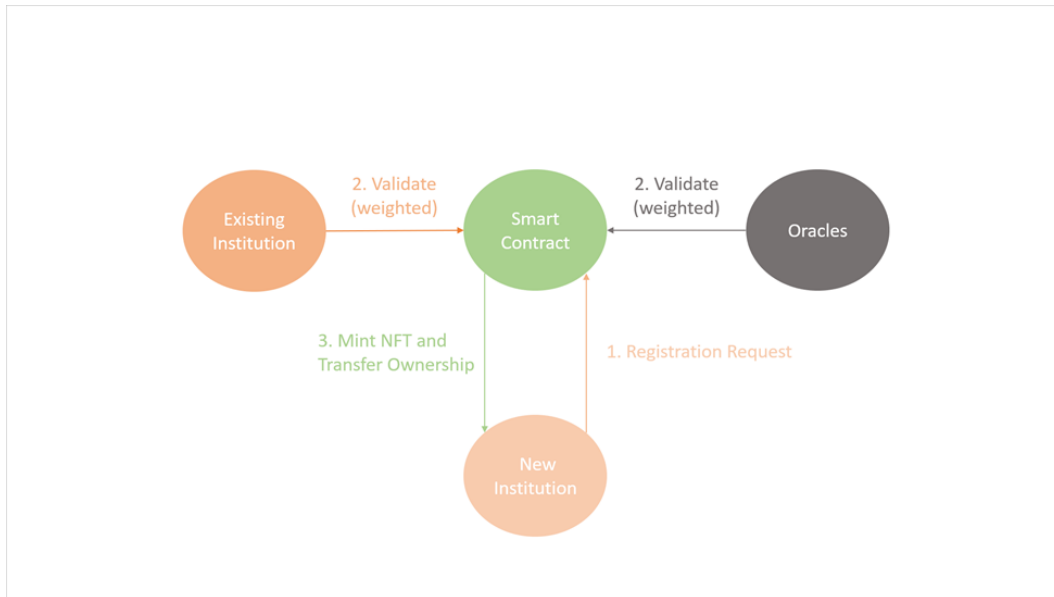 2. Validate
(weighted)
2. Validate
(weighted)
Existing
Institution
Smart
Contract
Oracles
3. Mint NFT and
Transfer Ownership
1. Registration Request
New
Institution